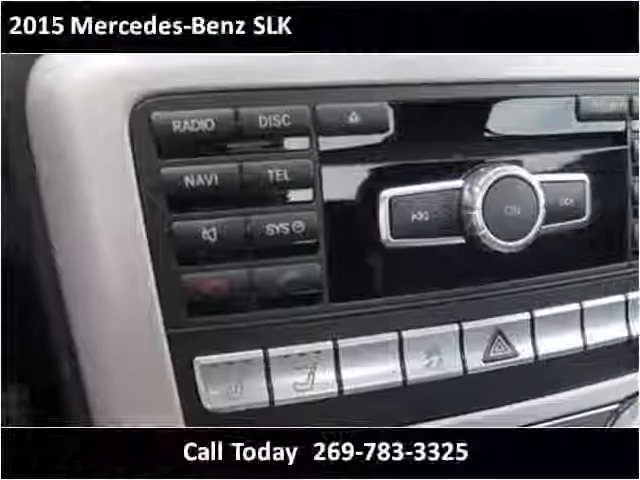 2015 Mercedes-Benz SLK
RADIO DISC
NAVI TEL
SYS
ON
Call Today 269-783-3325